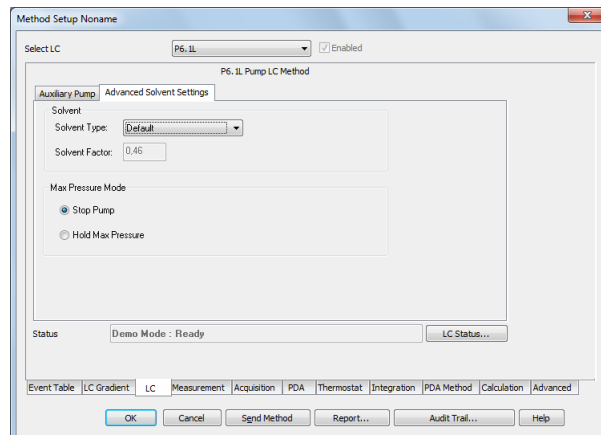 Method Setup Noname
Select LC P6.1L Enabled
P6.1L Pump LC Method
Auxiliary Pump Advanced Solvent Settings
Solvent
Solvent Type: Default
Solvent Factor: 0,46
Max Pressure Mode
Stop Pump
Hold Max Pressure
Status Demo Mode : Ready LC Status...
Event Table LC Gradient LC Measurement Acquisition PDA Thermostat Integration PDA Method Calculation Advanced
OK Cancel Send Method Report... Audit Trail... Help